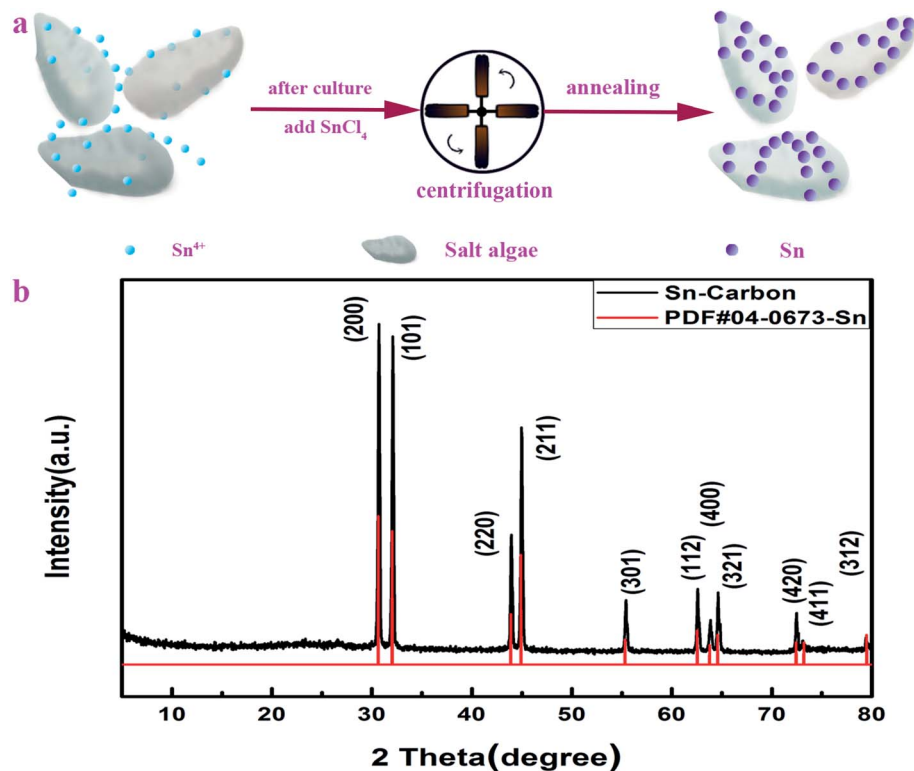 a
after culture
add SnCl₄
annealing
centrifugation
Sn⁴⁺
Salt algae
Sn
b
Sn-Carbon
PDF#04-0673-Sn
(200)
(101)
(220)
(211)
(301)
(112)
(400)
(321)
(420)
(411)
(312)
Intensity(a.u.)
10 20 30 40 50 60 70 80
2 Theta(degree)